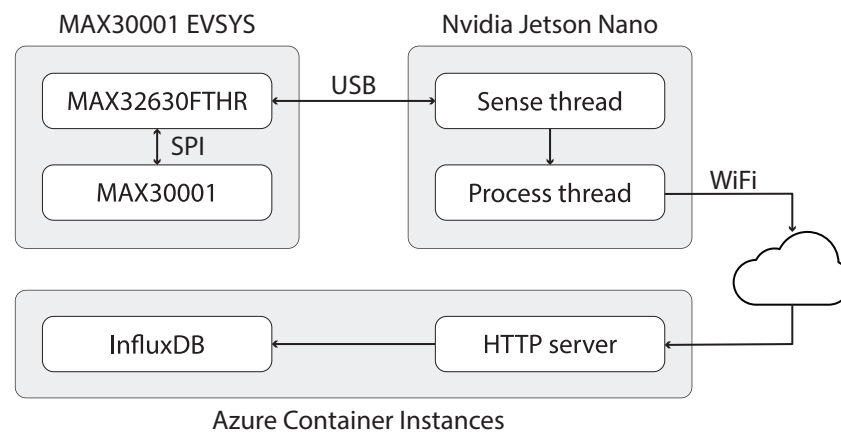 MAX30001 EVSYS
Nvidia Jetson Nano
MAX32630FTHR
USB
Sense thread
SPI
MAX30001
Process thread
WiFi
InfluxDB
HTTP server
Azure Container Instances